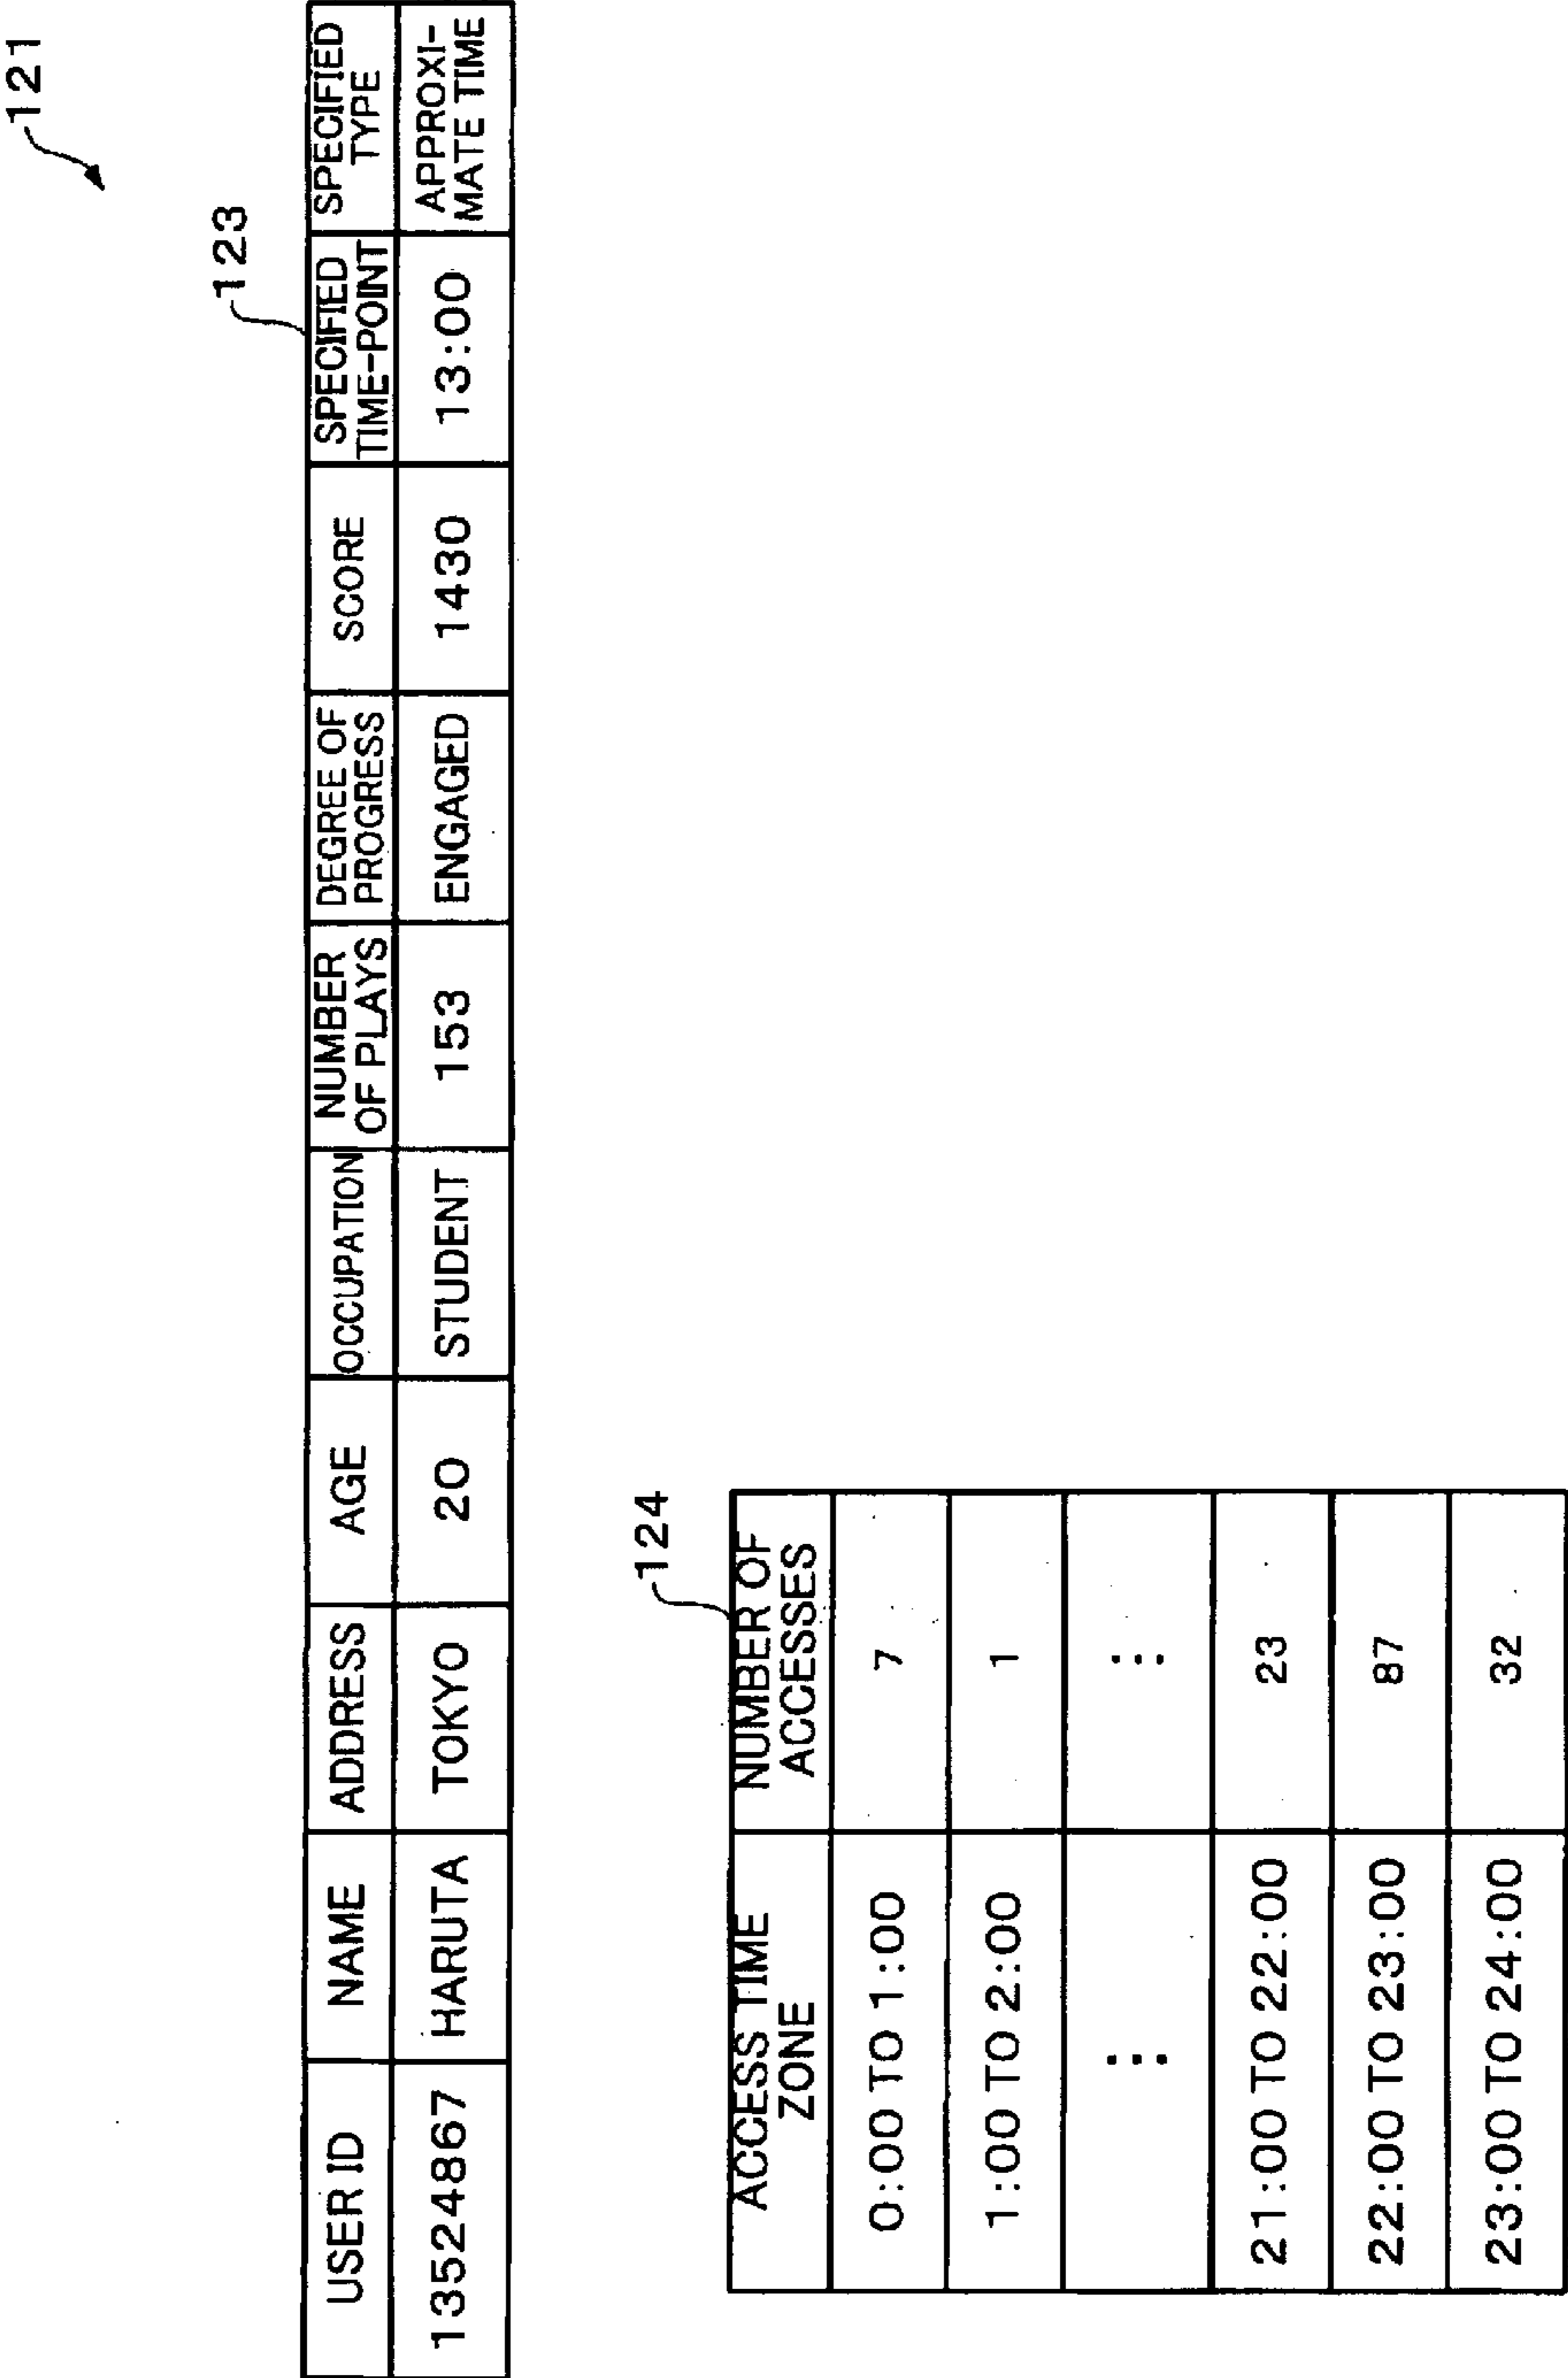 121
123
USER ID NAME ADDRESS AGE OCCUPATION NUMBER OF PLAYS DEGREE OF PROGRESS SCORE SPECIFIED TIME-POINT SPECIFIED TYPE
13524867 HARUTA TOKYO 20 STUDENT 153 ENGAGED 1430 13:00 APPROXI-MATE TIME
124
ACCESS TIME ZONE NUMBER OF ACCESSES
0:00 TO 1:00 7
1:00 TO 2:00 1
⋮ ⋮
21:00 TO 22:00 23
22:00 TO 23:00 87
23:00 TO 24:00 32